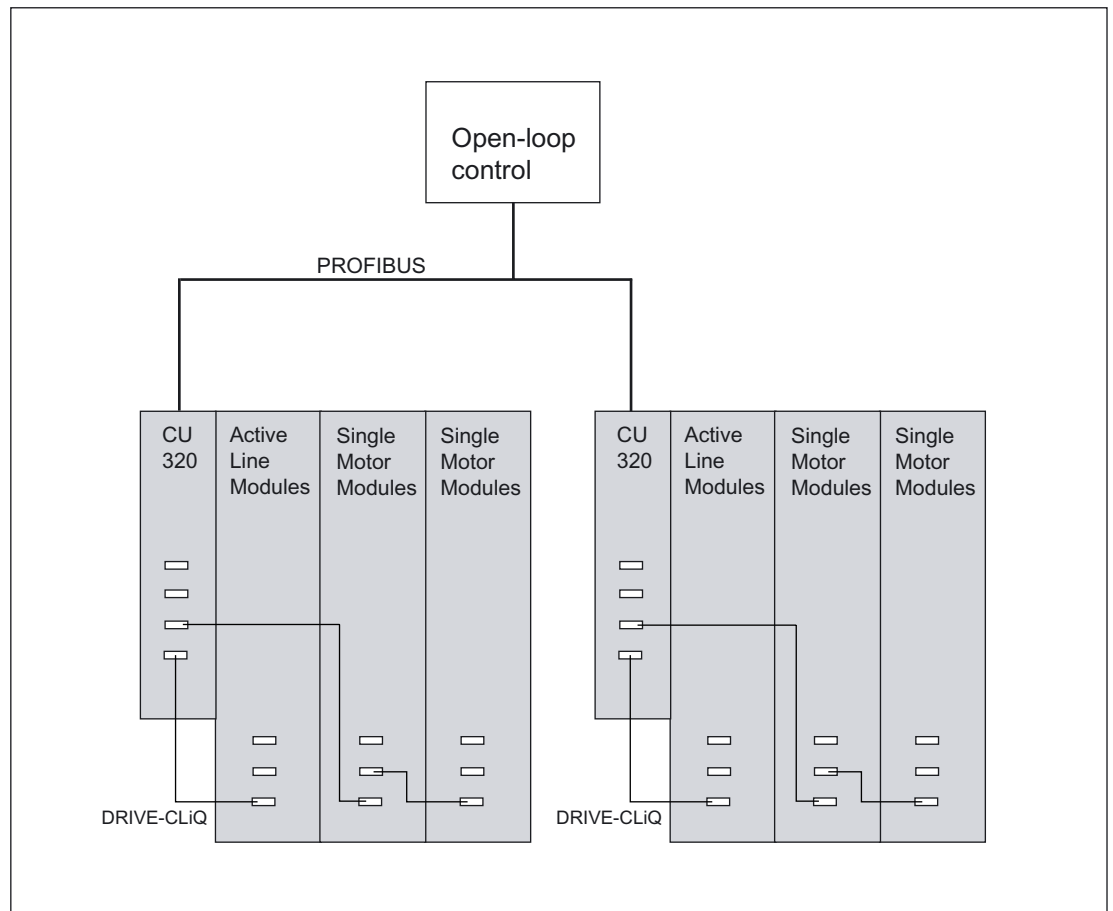 Open-loop
control
PROFIBUS
CU
320
Active
Line
Modules
Single
Motor
Modules
Single
Motor
Modules
DRIVE-CLiQ
CU
320
Active
Line
Modules
Single
Motor
Modules
Single
Motor
Modules
DRIVE-CLiQ